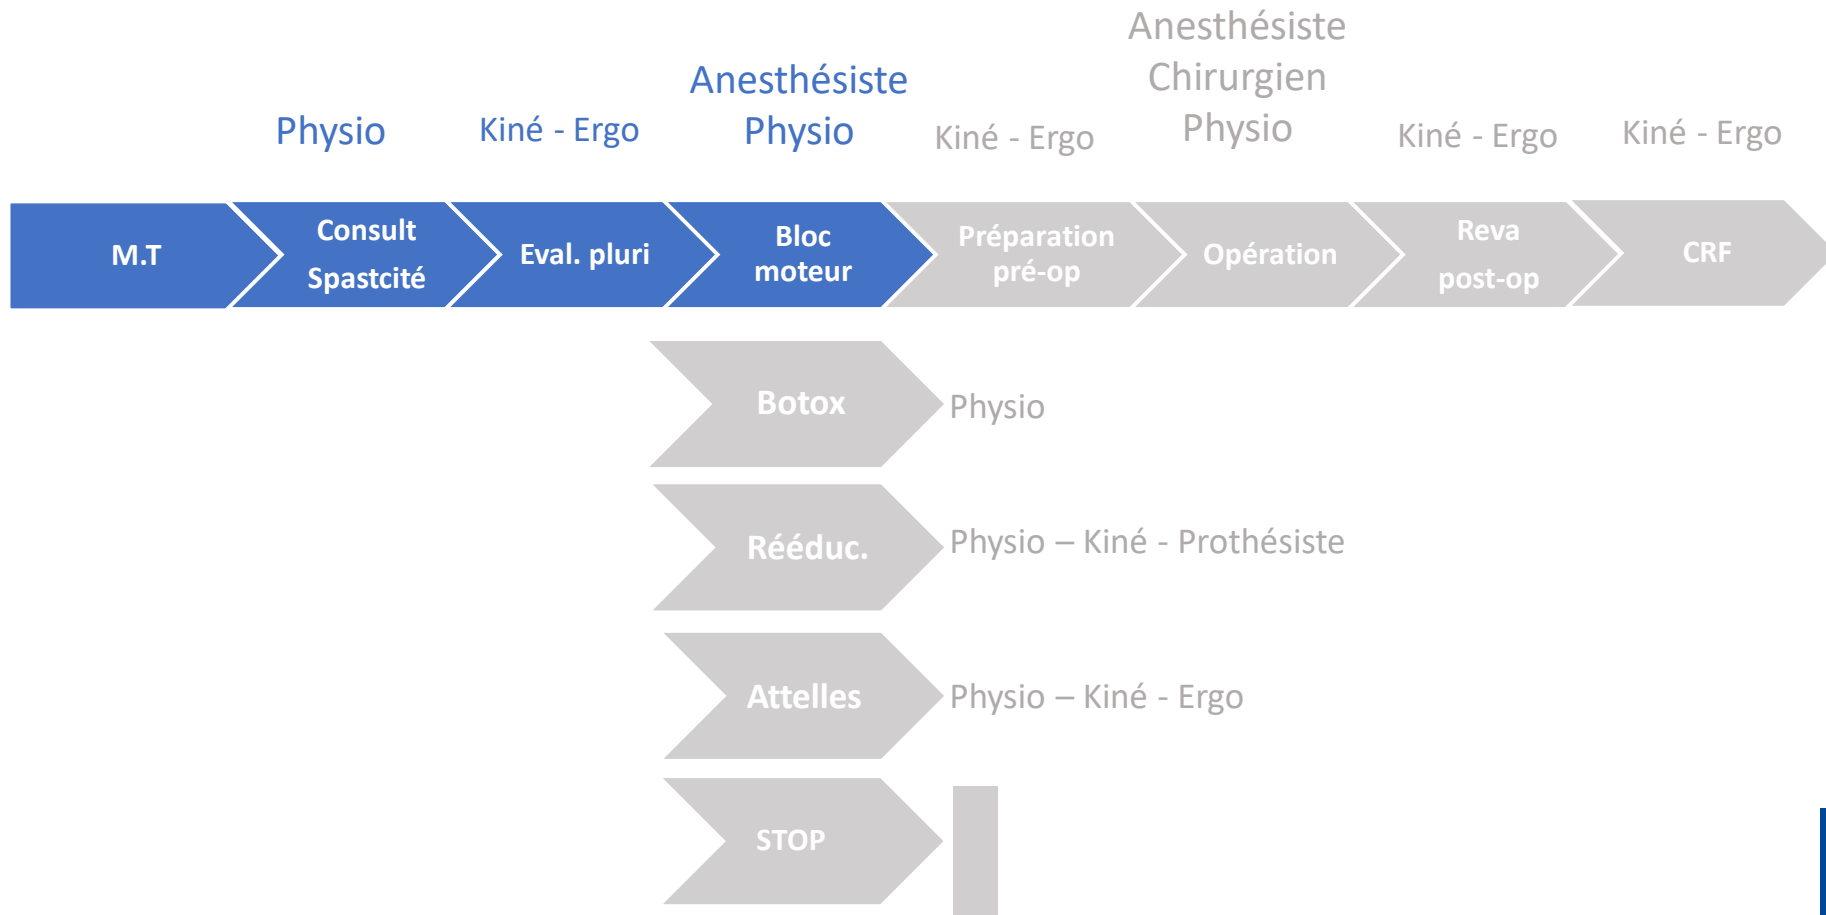 Anesthésiste
Chirurgien
Physio
Anesthésiste
Physio
Physio
Kiné - Ergo
Kiné - Ergo
Kiné - Ergo
Kiné - Ergo
M.T
Consult
Spastcité
Eval. pluri
Bloc
moteur
Préparation
pré-op
Opération
Reva
post-op
CRF
Botox
Physio
Rééduc.
Physio – Kiné - Prothésiste
Attelles
Physio – Kiné - Ergo
STOP